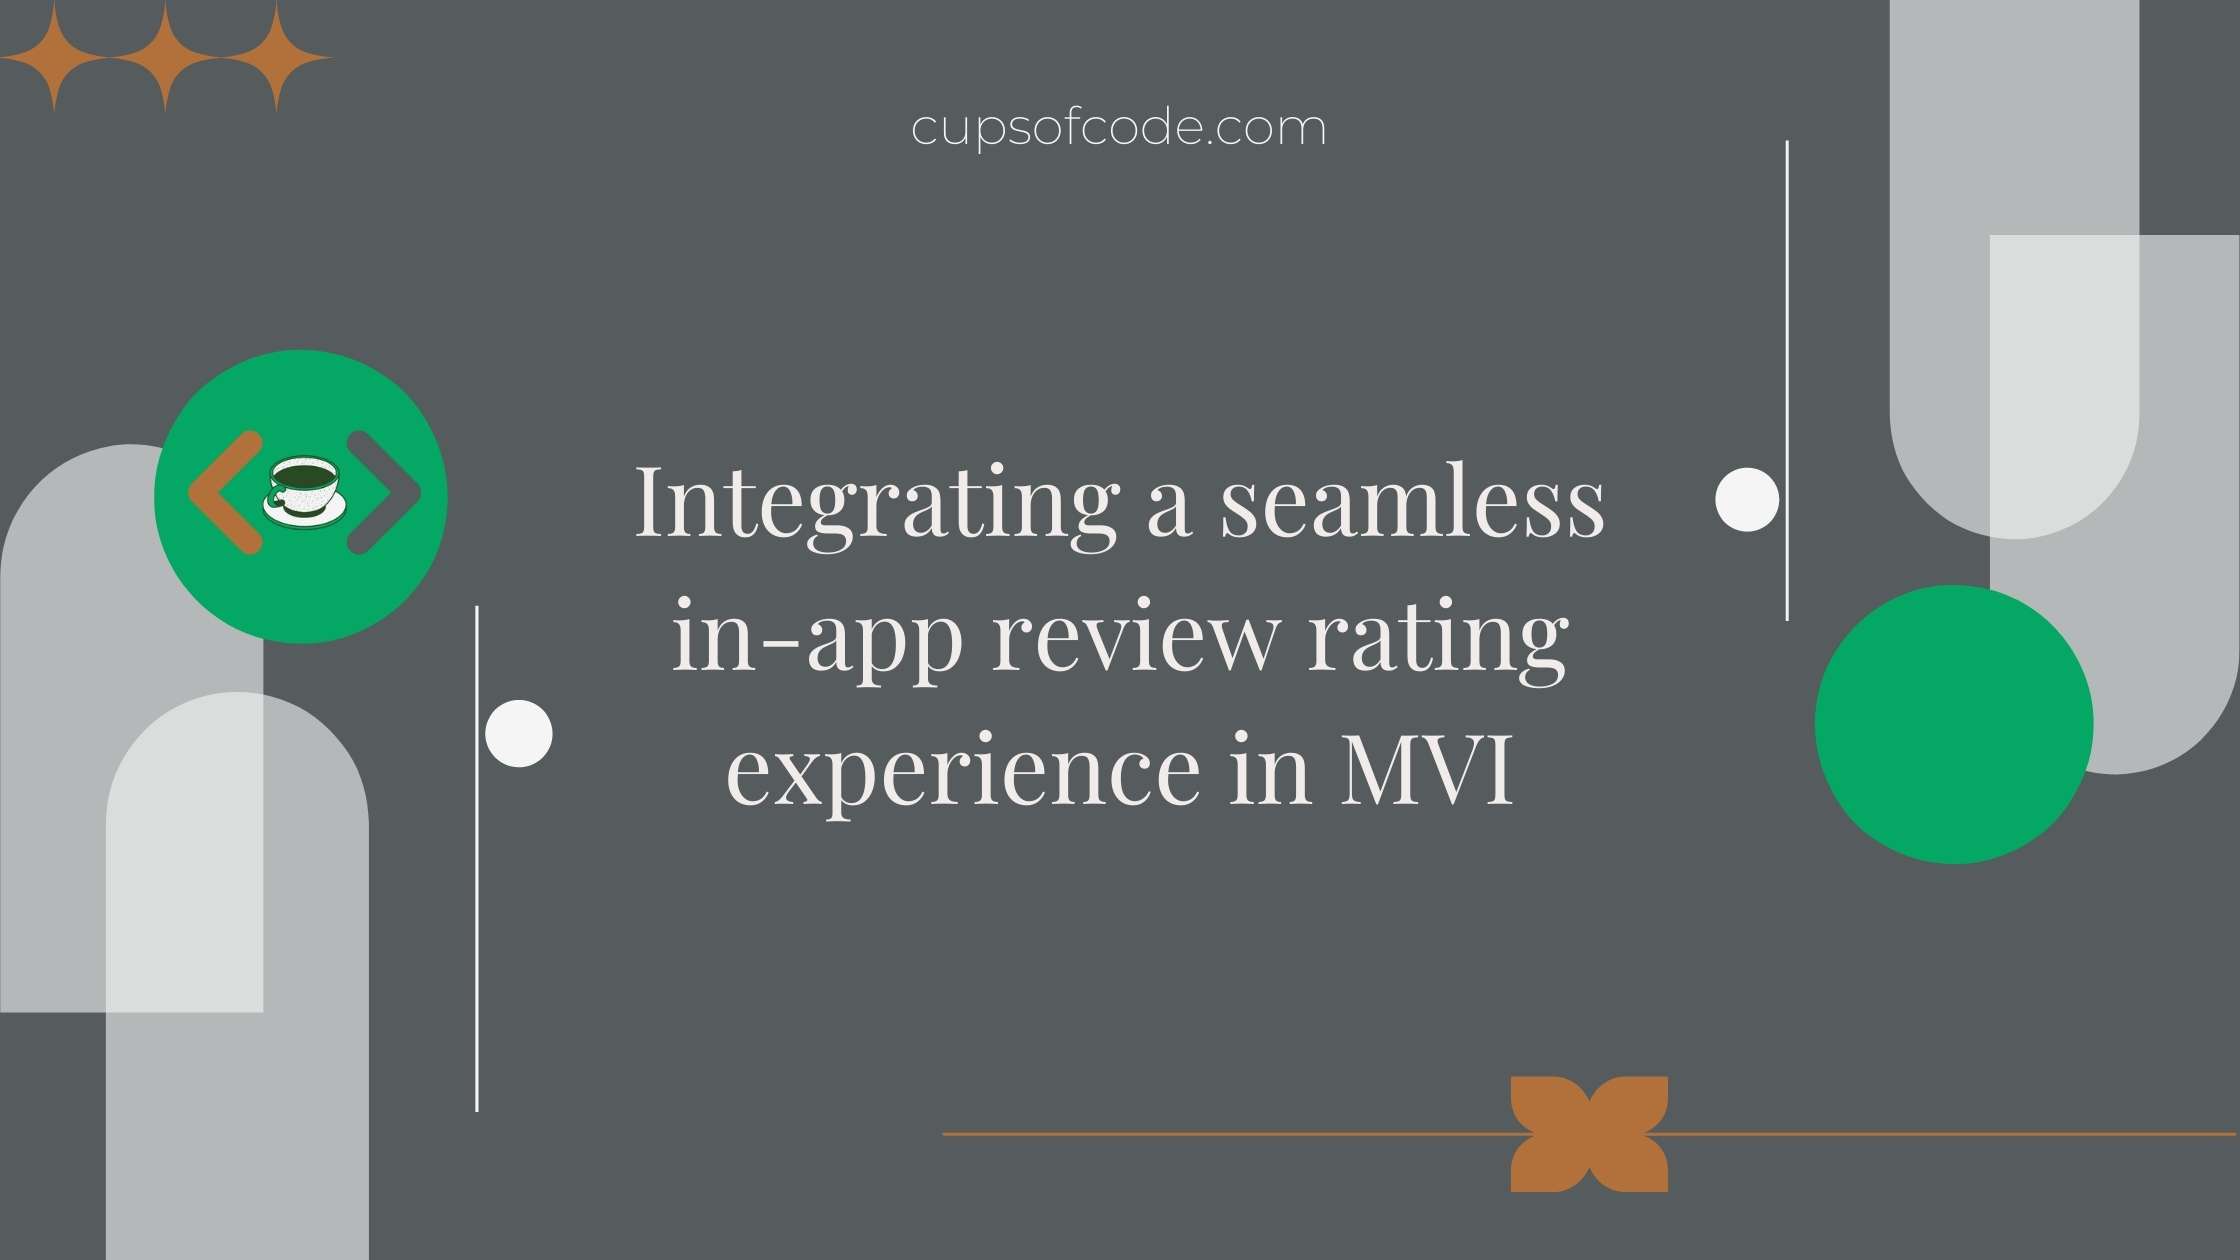 cupsofcode.com
Integrating a seamless
in-app review rating
experience in MVI